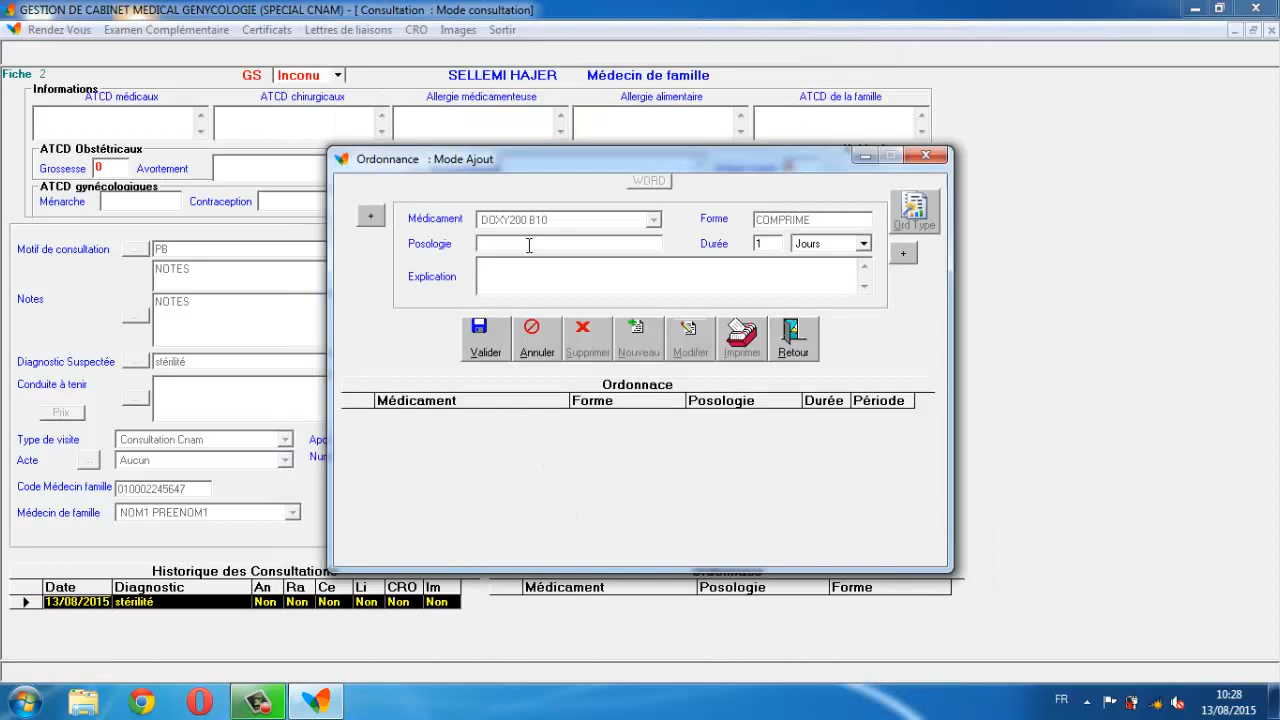 GESTION DE CABINET MEDICAL GENYCOLOGIE (SPECIAL CNAM) - [ Consultation : Mode consultation]
Rendez Vous Examen Complémentaire Certificats Lettres de liaisons CRO Images Sortir
Fiche 2 GS Inconu SELLEMI HAJER Médecin de famille
Informations
ATCD médicaux ATCD chirurgicaux Allergie médicamenteuse Allergie alimentaire ATCD de la famille
ATCD Obstétricaux
Grossesse 0 Avortement
ATCD gynécologiques
Ménarche Contraception
Motif de consultation ... PB
NOTES
Notes NOTES
...
Diagnostic Suspectée ... stérilité
Conduite à tenir
...
Prix
Type de visite Consultation Cnam
Acte ... Aucun
Code Médecin famille 010002245647
Médecin de famille NOM1 PREENOM1
Ordonnance : Mode Ajout
WORD
+ Médicament DOXY200 B10 Forme COMPRIME Ord Type
Posologie Durée 1 Jours +
Explication
Valider Annuler Supprimer Nouveau Modifier Imprimer Retour
Ordonnace
Médicament Forme Posologie Durée Période
Historique des Consultations
Date Diagnostic An Ra Ce Li CRO Im
13/08/2015 stérilité Non Non Non Non Non Non
Médicament Posologie Forme
FR 10:28
13/08/2015